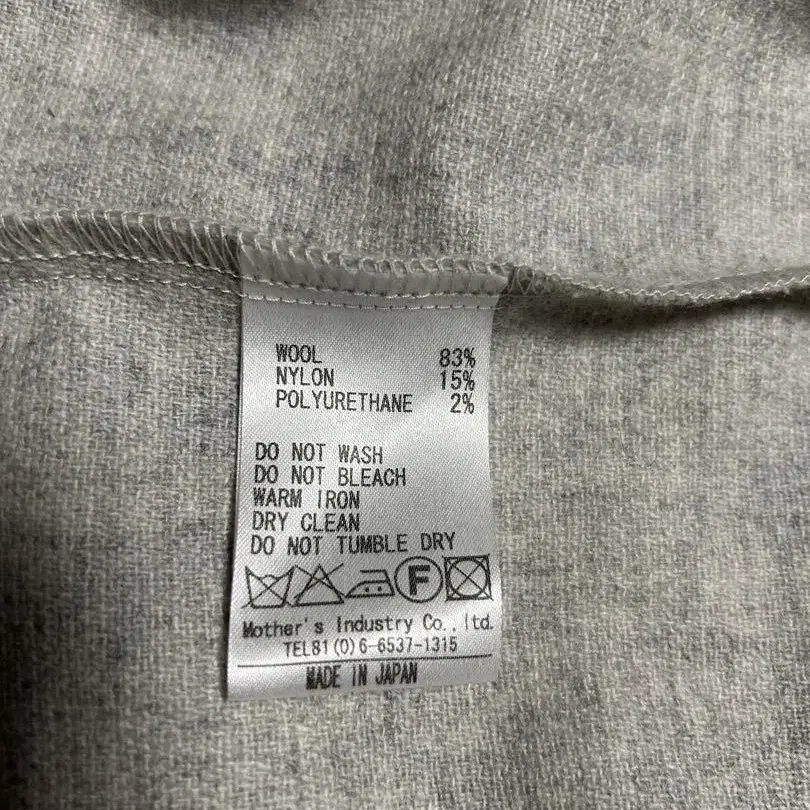 WOOL 83%
NYLON 15%
POLYURETHANE 2%
DO NOT WASH
DO NOT BLEACH
WARM IRON
DRY CLEAN
DO NOT TUMBLE DRY
F
Mother's Industry Co., ltd.
TEL81(0)6-6537-1315
MADE IN JAPAN